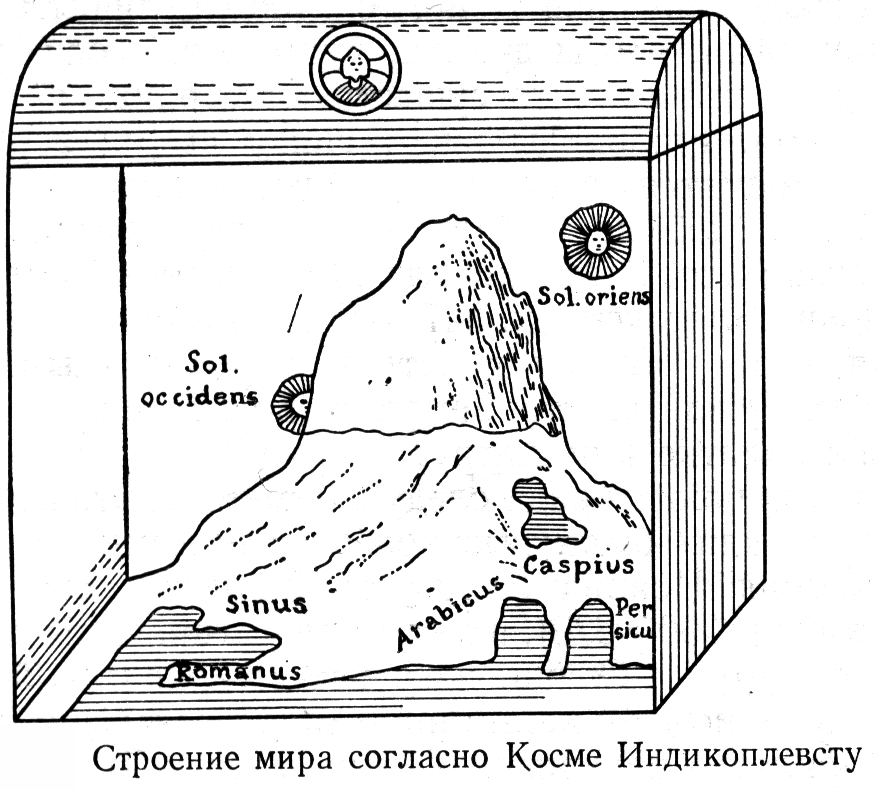 Sol. oriens
Sol.
occidens
Caspius
Sinus
Arabicus
Per
sicu
Romanus
Строение мира согласно Косме Индикоплевсту